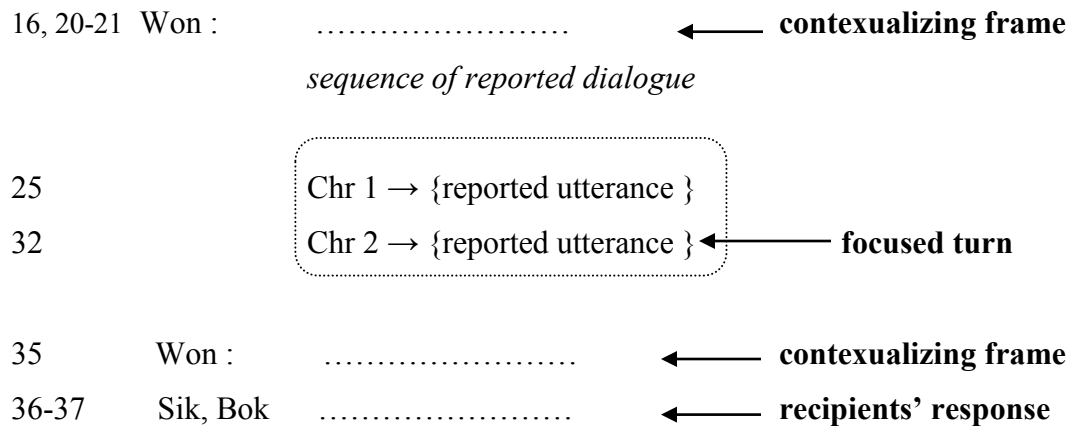 16, 20-21 Won : …………………… contexualizing frame
sequence of reported dialogue
25 Chr 1 → {reported utterance }
32 Chr 2 → {reported utterance } focused turn
35 Won : …………………… contexualizing frame
36-37 Sik, Bok …………………… recipients’ response